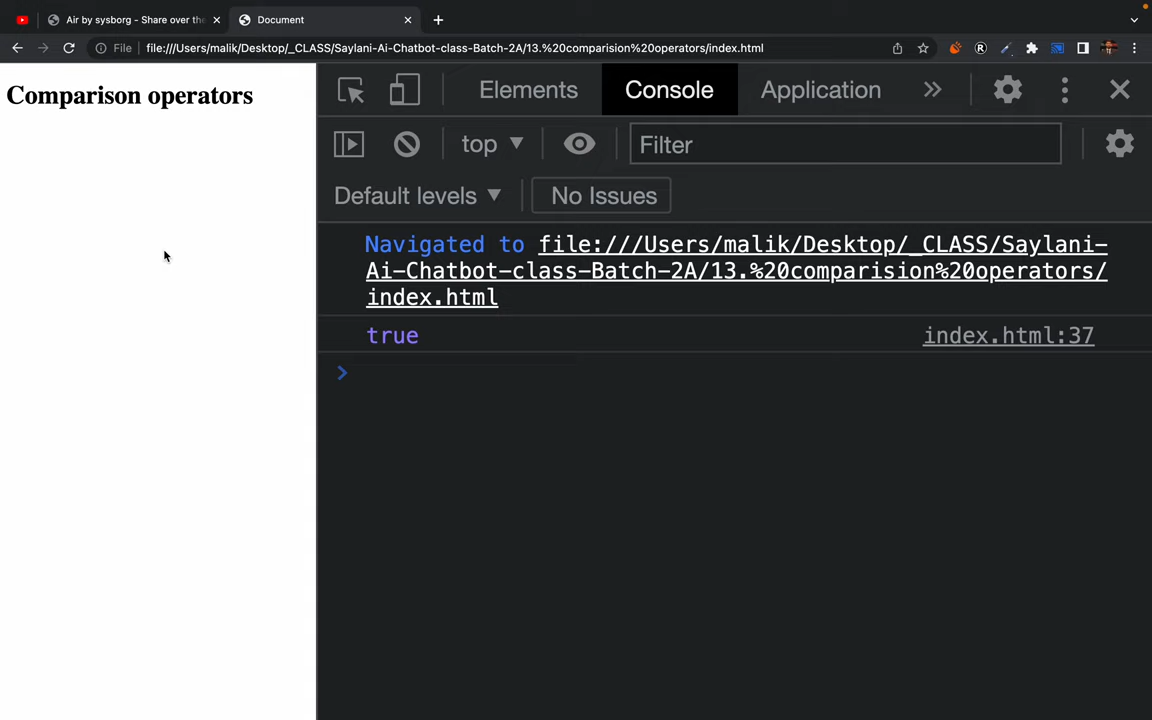 Air by sysborg - Share over the
Document
File
file:///Users/malik/Desktop/_CLASS/Saylani-Ai-Chatbot-class-Batch-2A/13.%20comparision%20operators/index.html
Comparison operators
Elements
Console
Application
top
Filter
Default levels
No Issues
Navigated to file:///Users/malik/Desktop/_CLASS/Saylani-
Ai-Chatbot-class-Batch-2A/13.%20comparision%20operators/
index.html
true
index.html:37